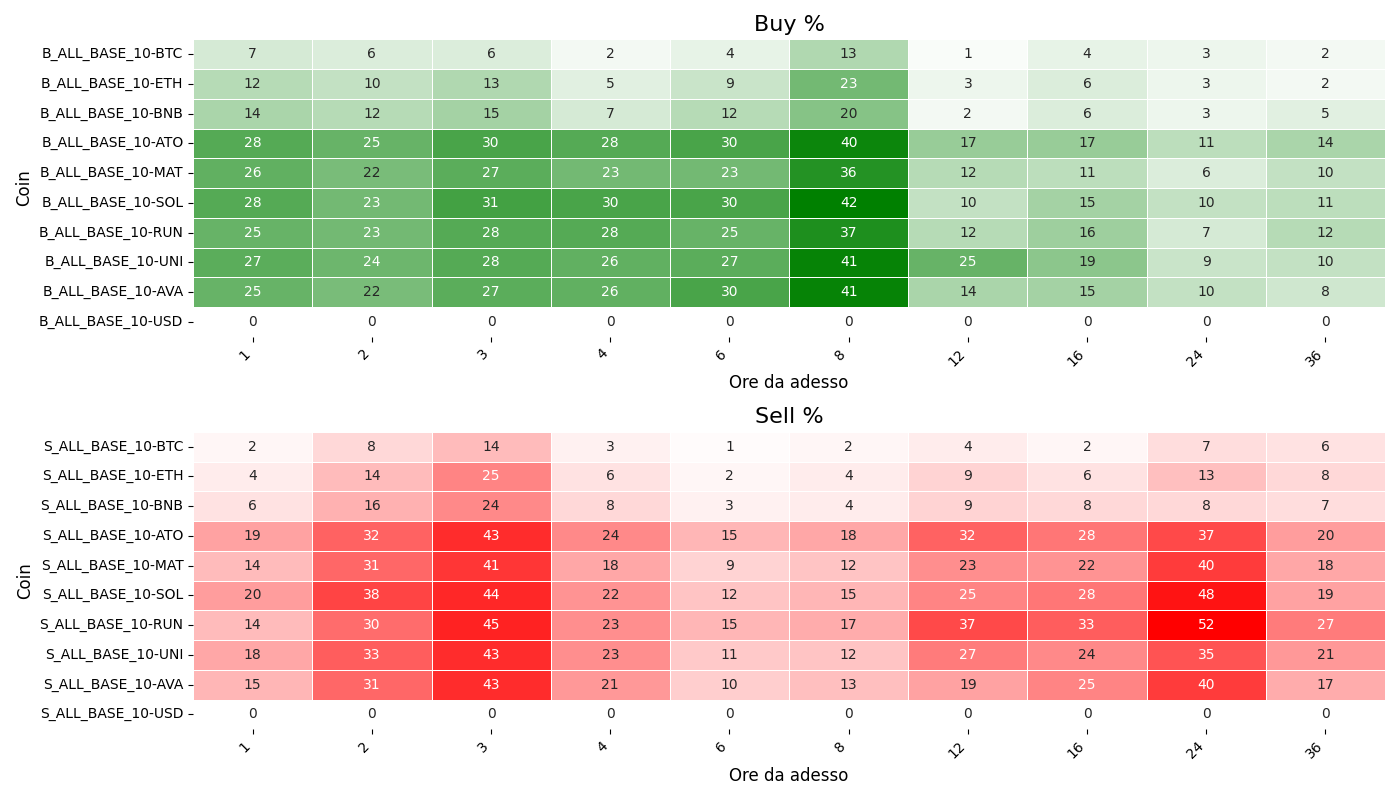 Buy %
Coin
B_ALL_BASE_10-BTC 7 6 6 2 4 13 1 4 3 2
B_ALL_BASE_10-ETH 12 10 13 5 9 23 3 6 3 2
B_ALL_BASE_10-BNB 14 12 15 7 12 20 2 6 3 5
B_ALL_BASE_10-ATO 28 25 30 28 30 40 17 17 11 14
B_ALL_BASE_10-MAT 26 22 27 23 23 36 12 11 6 10
B_ALL_BASE_10-SOL 28 23 31 30 30 42 10 15 10 11
B_ALL_BASE_10-RUN 25 23 28 28 25 37 12 16 7 12
B_ALL_BASE_10-UNI 27 24 28 26 27 41 25 19 9 10
B_ALL_BASE_10-AVA 25 22 27 26 30 41 14 15 10 8
B_ALL_BASE_10-USD 0 0 0 0 0 0 0 0 0 0
1 2 3 4 6 8 12 16 24 36
Ore da adesso
Sell %
Coin
S_ALL_BASE_10-BTC 2 8 14 3 1 2 4 2 7 6
S_ALL_BASE_10-ETH 4 14 25 6 2 4 9 6 13 8
S_ALL_BASE_10-BNB 6 16 24 8 3 4 9 8 8 7
S_ALL_BASE_10-ATO 19 32 43 24 15 18 32 28 37 20
S_ALL_BASE_10-MAT 14 31 41 18 9 12 23 22 40 18
S_ALL_BASE_10-SOL 20 38 44 22 12 15 25 28 48 19
S_ALL_BASE_10-RUN 14 30 45 23 15 17 37 33 52 27
S_ALL_BASE_10-UNI 18 33 43 23 11 12 27 24 35 21
S_ALL_BASE_10-AVA 15 31 43 21 10 13 19 25 40 17
S_ALL_BASE_10-USD 0 0 0 0 0 0 0 0 0 0
1 2 3 4 6 8 12 16 24 36
Ore da adesso